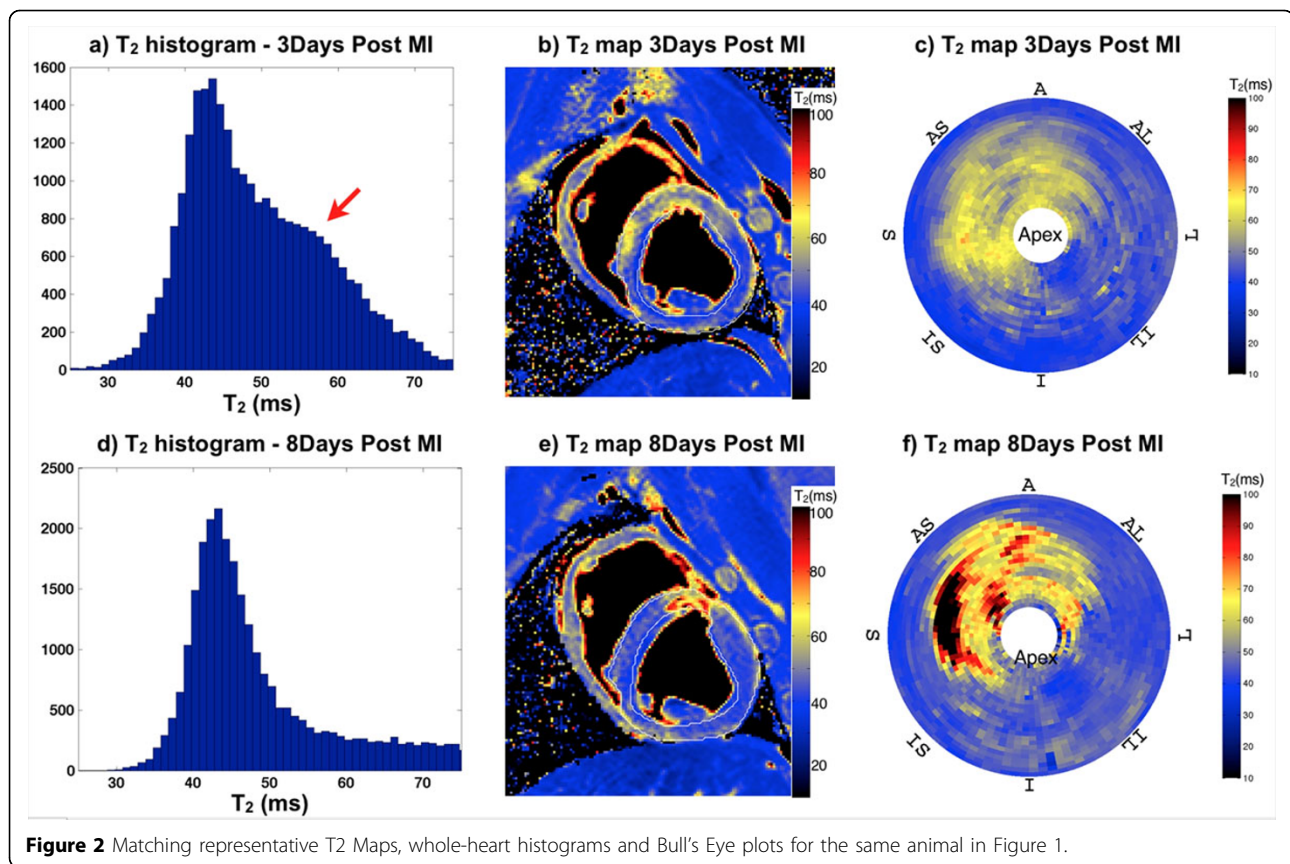 a) T₂ histogram - 3Days Post MI
1600
1400
1200
1000
800
600
400
200
0
30 40 50 60 70
T₂ (ms)
b) T₂ map 3Days Post MI
T₂(ms)
100
80
60
40
20
c) T₂ map 3Days Post MI
A
AS AL
S L
Apex
IS IL
I
T₂(ms)
100
90
80
70
60
50
40
30
20
10
d) T₂ histogram - 8Days Post MI
2500
2000
1500
1000
500
0
30 40 50 60 70
T₂ (ms)
e) T₂ map 8Days Post MI
T₂(ms)
100
80
60
40
20
f) T₂ map 8Days Post MI
A
AS AL
S L
Apex
IS IL
I
T₂(ms)
100
90
80
70
60
50
40
30
20
10
Figure 2 Matching representative T2 Maps, whole-heart histograms and Bull's Eye plots for the same animal in Figure 1.